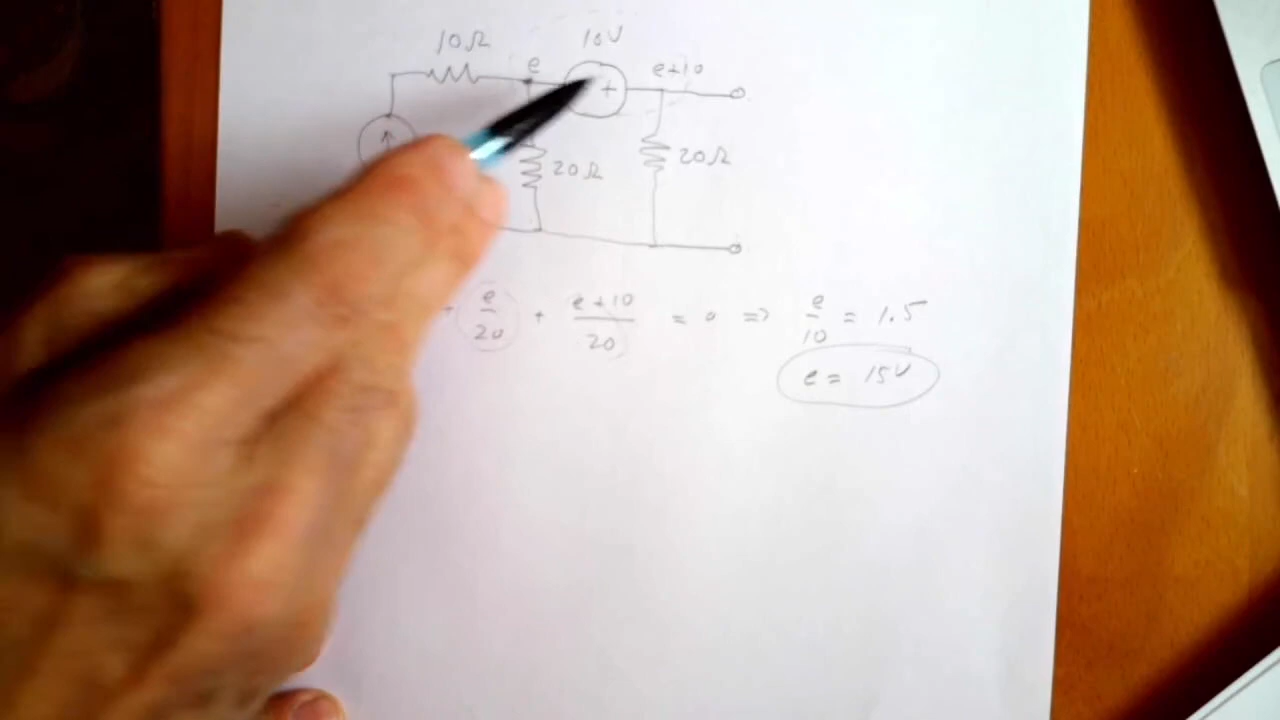 10Ω 10V
e e+10
+
20Ω 20Ω
+ e/20 + e+10/20 = 0 => e/10 = 1.5
e = 15V